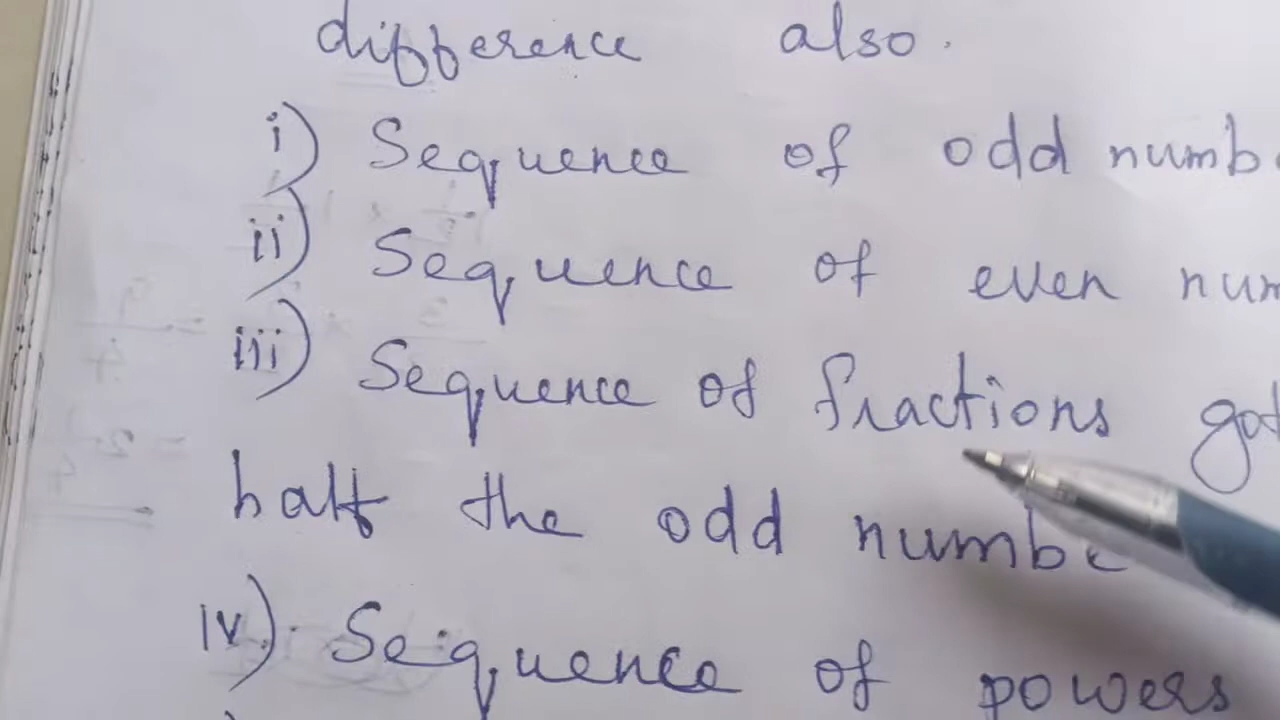 difference also.
i) Sequence of odd numb
ii) Sequence of even num
iii) Sequence of fractions got
half the odd numbe
iv) Sequence of powers